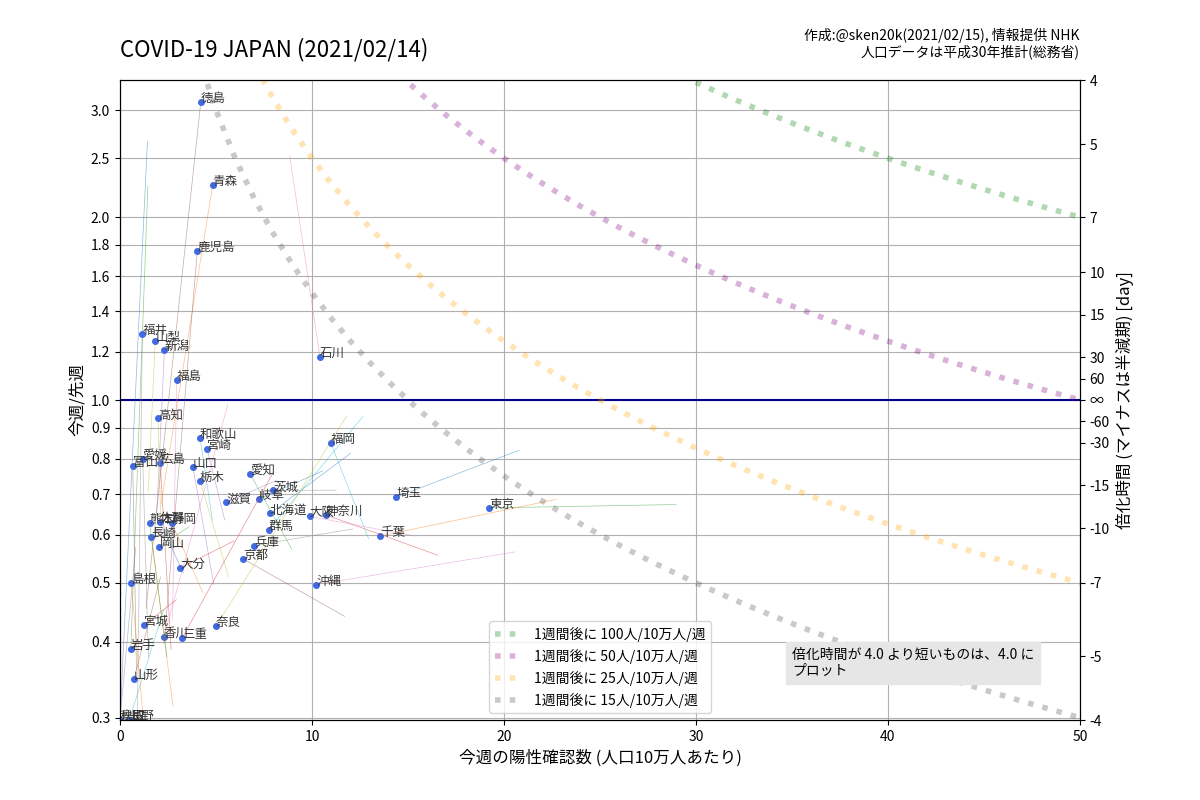 COVID-19 JAPAN (2021/02/14)
作成:@sken20k(2021/02/15), 情報提供 NHK
人口データは平成30年推計(総務省)
今週/先週
3.0
2.5
2.0
1.8
1.6
1.4
1.2
1.0
0.9
0.8
0.7
0.6
0.5
0.4
0.3
徳島
青森
鹿児島
福井
山梨
新潟
石川
福島
高知
和歌山
宮崎
福岡
愛媛
富山
広島
山口
愛知
栃木
茨城
岐阜
滋賀
埼玉
東京
北海道
大阪
神奈川
群馬
千葉
長崎
岡山
兵庫
京都
大分
島根
沖縄
宮城
奈良
香川
三重
岩手
山形
1週間後に 100人/10万人/週
1週間後に 50人/10万人/週
1週間後に 25人/10万人/週
1週間後に 15人/10万人/週
倍化時間が 4.0 より短いものは、4.0 に
プロット
4
5
7
10
15
30
60
∞
-60
-30
-15
-10
-7
-5
-4
倍化時間 (マイナスは半減期) [day]
0
10
20
30
40
50
今週の陽性確認数 (人口10万人あたり)